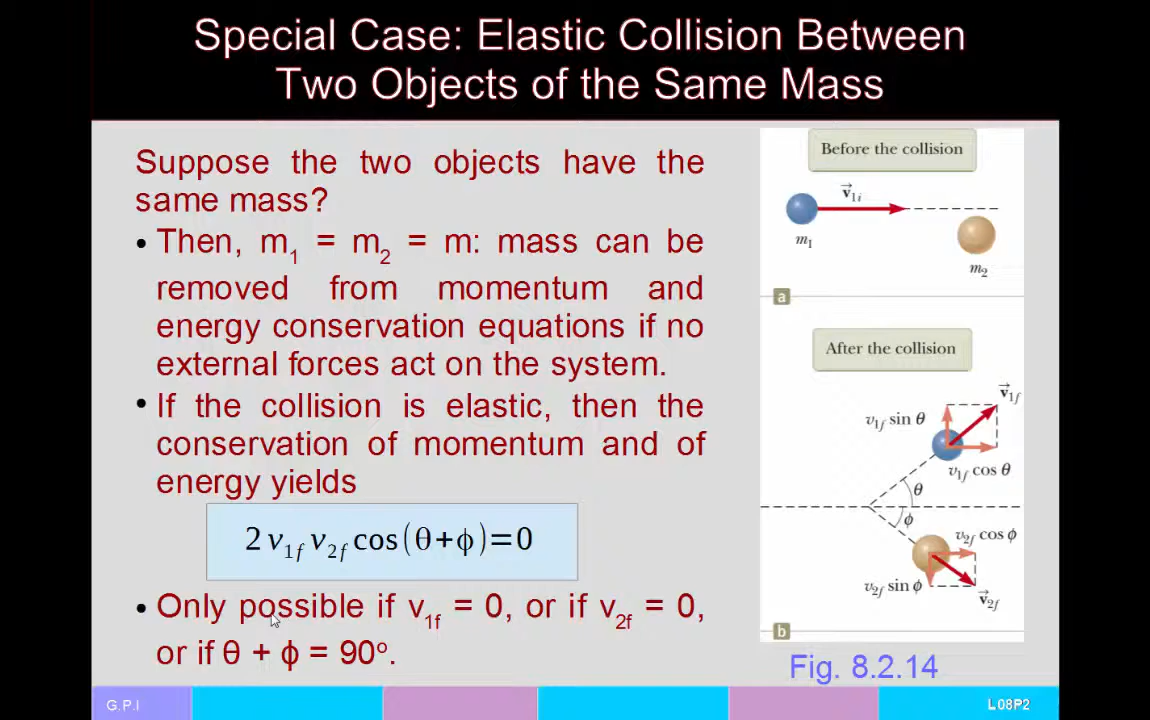 Special Case: Elastic Collision Between
Two Objects of the Same Mass
Suppose the two objects have the
same mass?
• Then, m₁ = m₂ = m: mass can be
removed from momentum and
energy conservation equations if no
external forces act on the system.
• If the collision is elastic, then the
conservation of momentum and of
energy yields
2 v₁f v₂f cos(θ+ϕ)=0
• Only possible if v₁f = 0, or if v₂f = 0,
or if θ + ϕ = 90°.
Before the collision
v⃗₁i
m₁
m₂
a
After the collision
v⃗₁f
v₁f sin θ
v₁f cos θ
θ
ϕ
v₂f cos ϕ
v₂f sin ϕ
v⃗₂f
b
Fig. 8.2.14
G.P.I
L08P2